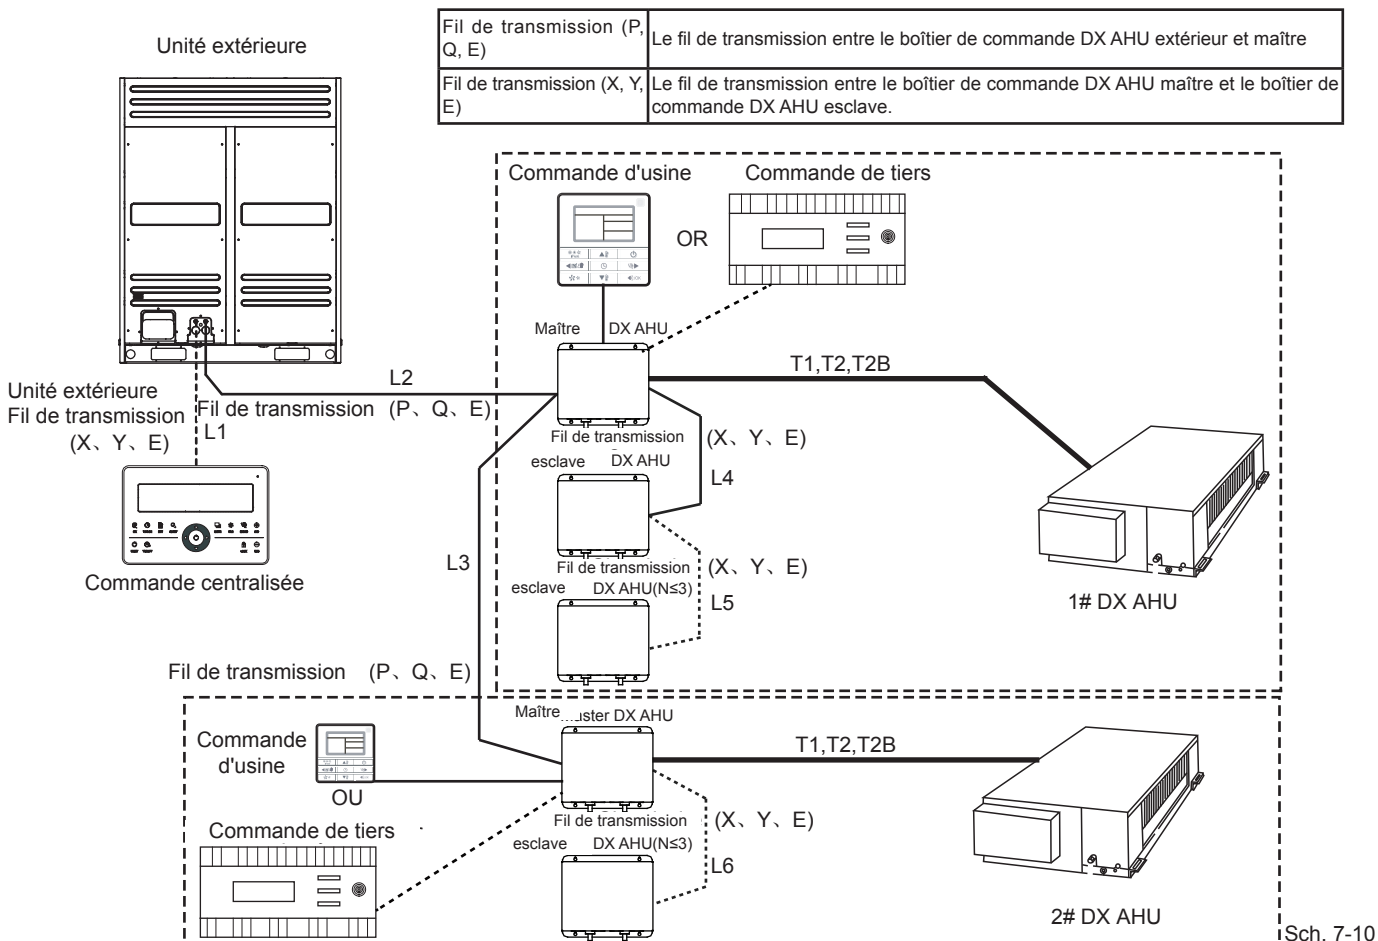 Unité extérieure
Fil de transmission (P, Q, E)
Le fil de transmission entre le boîtier de commande DX AHU extérieur et maître
Fil de transmission (X, Y, E)
Le fil de transmission entre le boîtier de commande DX AHU maître et le boîtier de
commande DX AHU esclave.
Commande d'usine
Commande de tiers
OR
Maître
DX AHU
T1,T2,T2B
L2
Unité extérieure
Fil de transmission
(X、Y、E)
L1
Fil de transmission (P、Q、E)
Fil de transmission (X、Y、E)
esclave DX AHU
L4
Commande centralisée
L3
Fil de transmission (X、Y、E)
esclave DX AHU(N≤3)
L5
1# DX AHU
Fil de transmission (P、Q、E)
Maître
DX AHU
Commande
d'usine
T1,T2,T2B
OU
Commande de tiers
Fil de transmission (X、Y、E)
esclave DX AHU(N≤3)
L6
2# DX AHU
Sch. 7-10